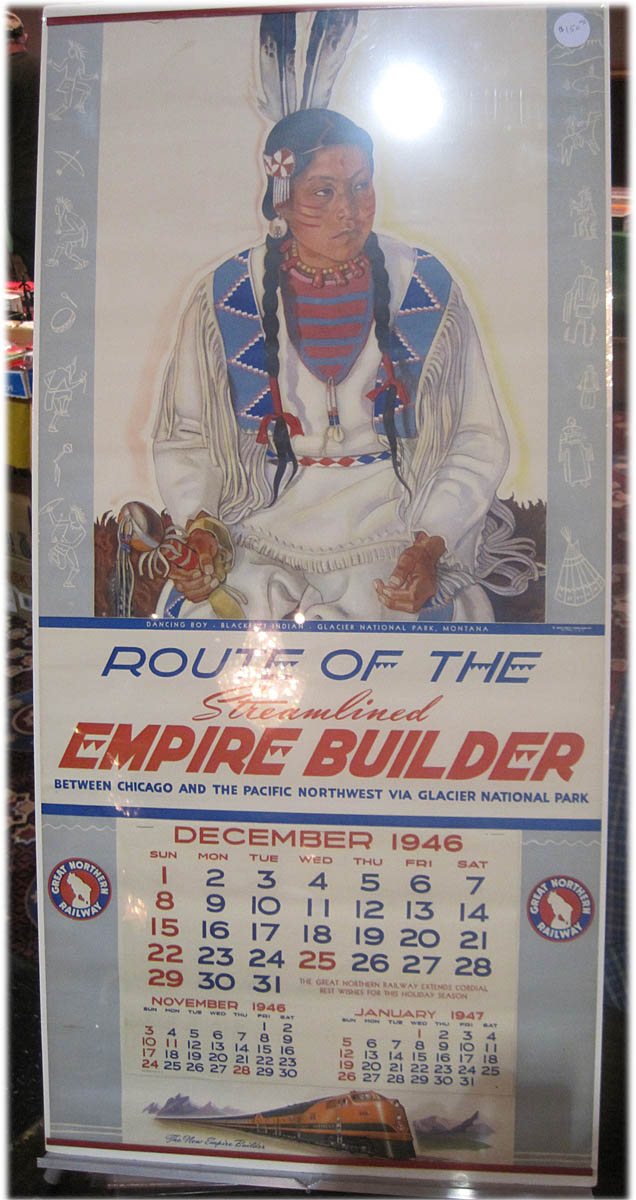 $150
DANCING BOY - BLACKFEET INDIAN - GLACIER NATIONAL PARK, MONTANA
ROUTE OF THE
Streamlined
EMPIRE BUILDER
BETWEEN CHICAGO AND THE PACIFIC NORTHWEST VIA GLACIER NATIONAL PARK
DECEMBER 1946
SUN MON TUE WED THU FRI SAT
1 2 3 4 5 6 7
8 9 10 11 12 13 14
15 16 17 18 19 20 21
22 23 24 25 26 27 28
29 30 31
THE GREAT NORTHERN RAILWAY EXTENDS CORDIAL
BEST WISHES FOR THIS HOLIDAY SEASON
GREAT NORTHERN
RAILWAY
GREAT NORTHERN
RAILWAY
NOVEMBER 1946
SUN MON TUE WED THU FRI SAT
1 2
3 4 5 6 7 8 9
10 11 12 13 14 15 16
17 18 19 20 21 22 23
24 25 26 27 28 29 30
JANUARY 1947
SUN MON TUE WED THU FRI SAT
1 2 3 4
5 6 7 8 9 10 11
12 13 14 15 16 17 18
19 20 21 22 23 24 25
26 27 28 29 30 31
The New Empire Builder